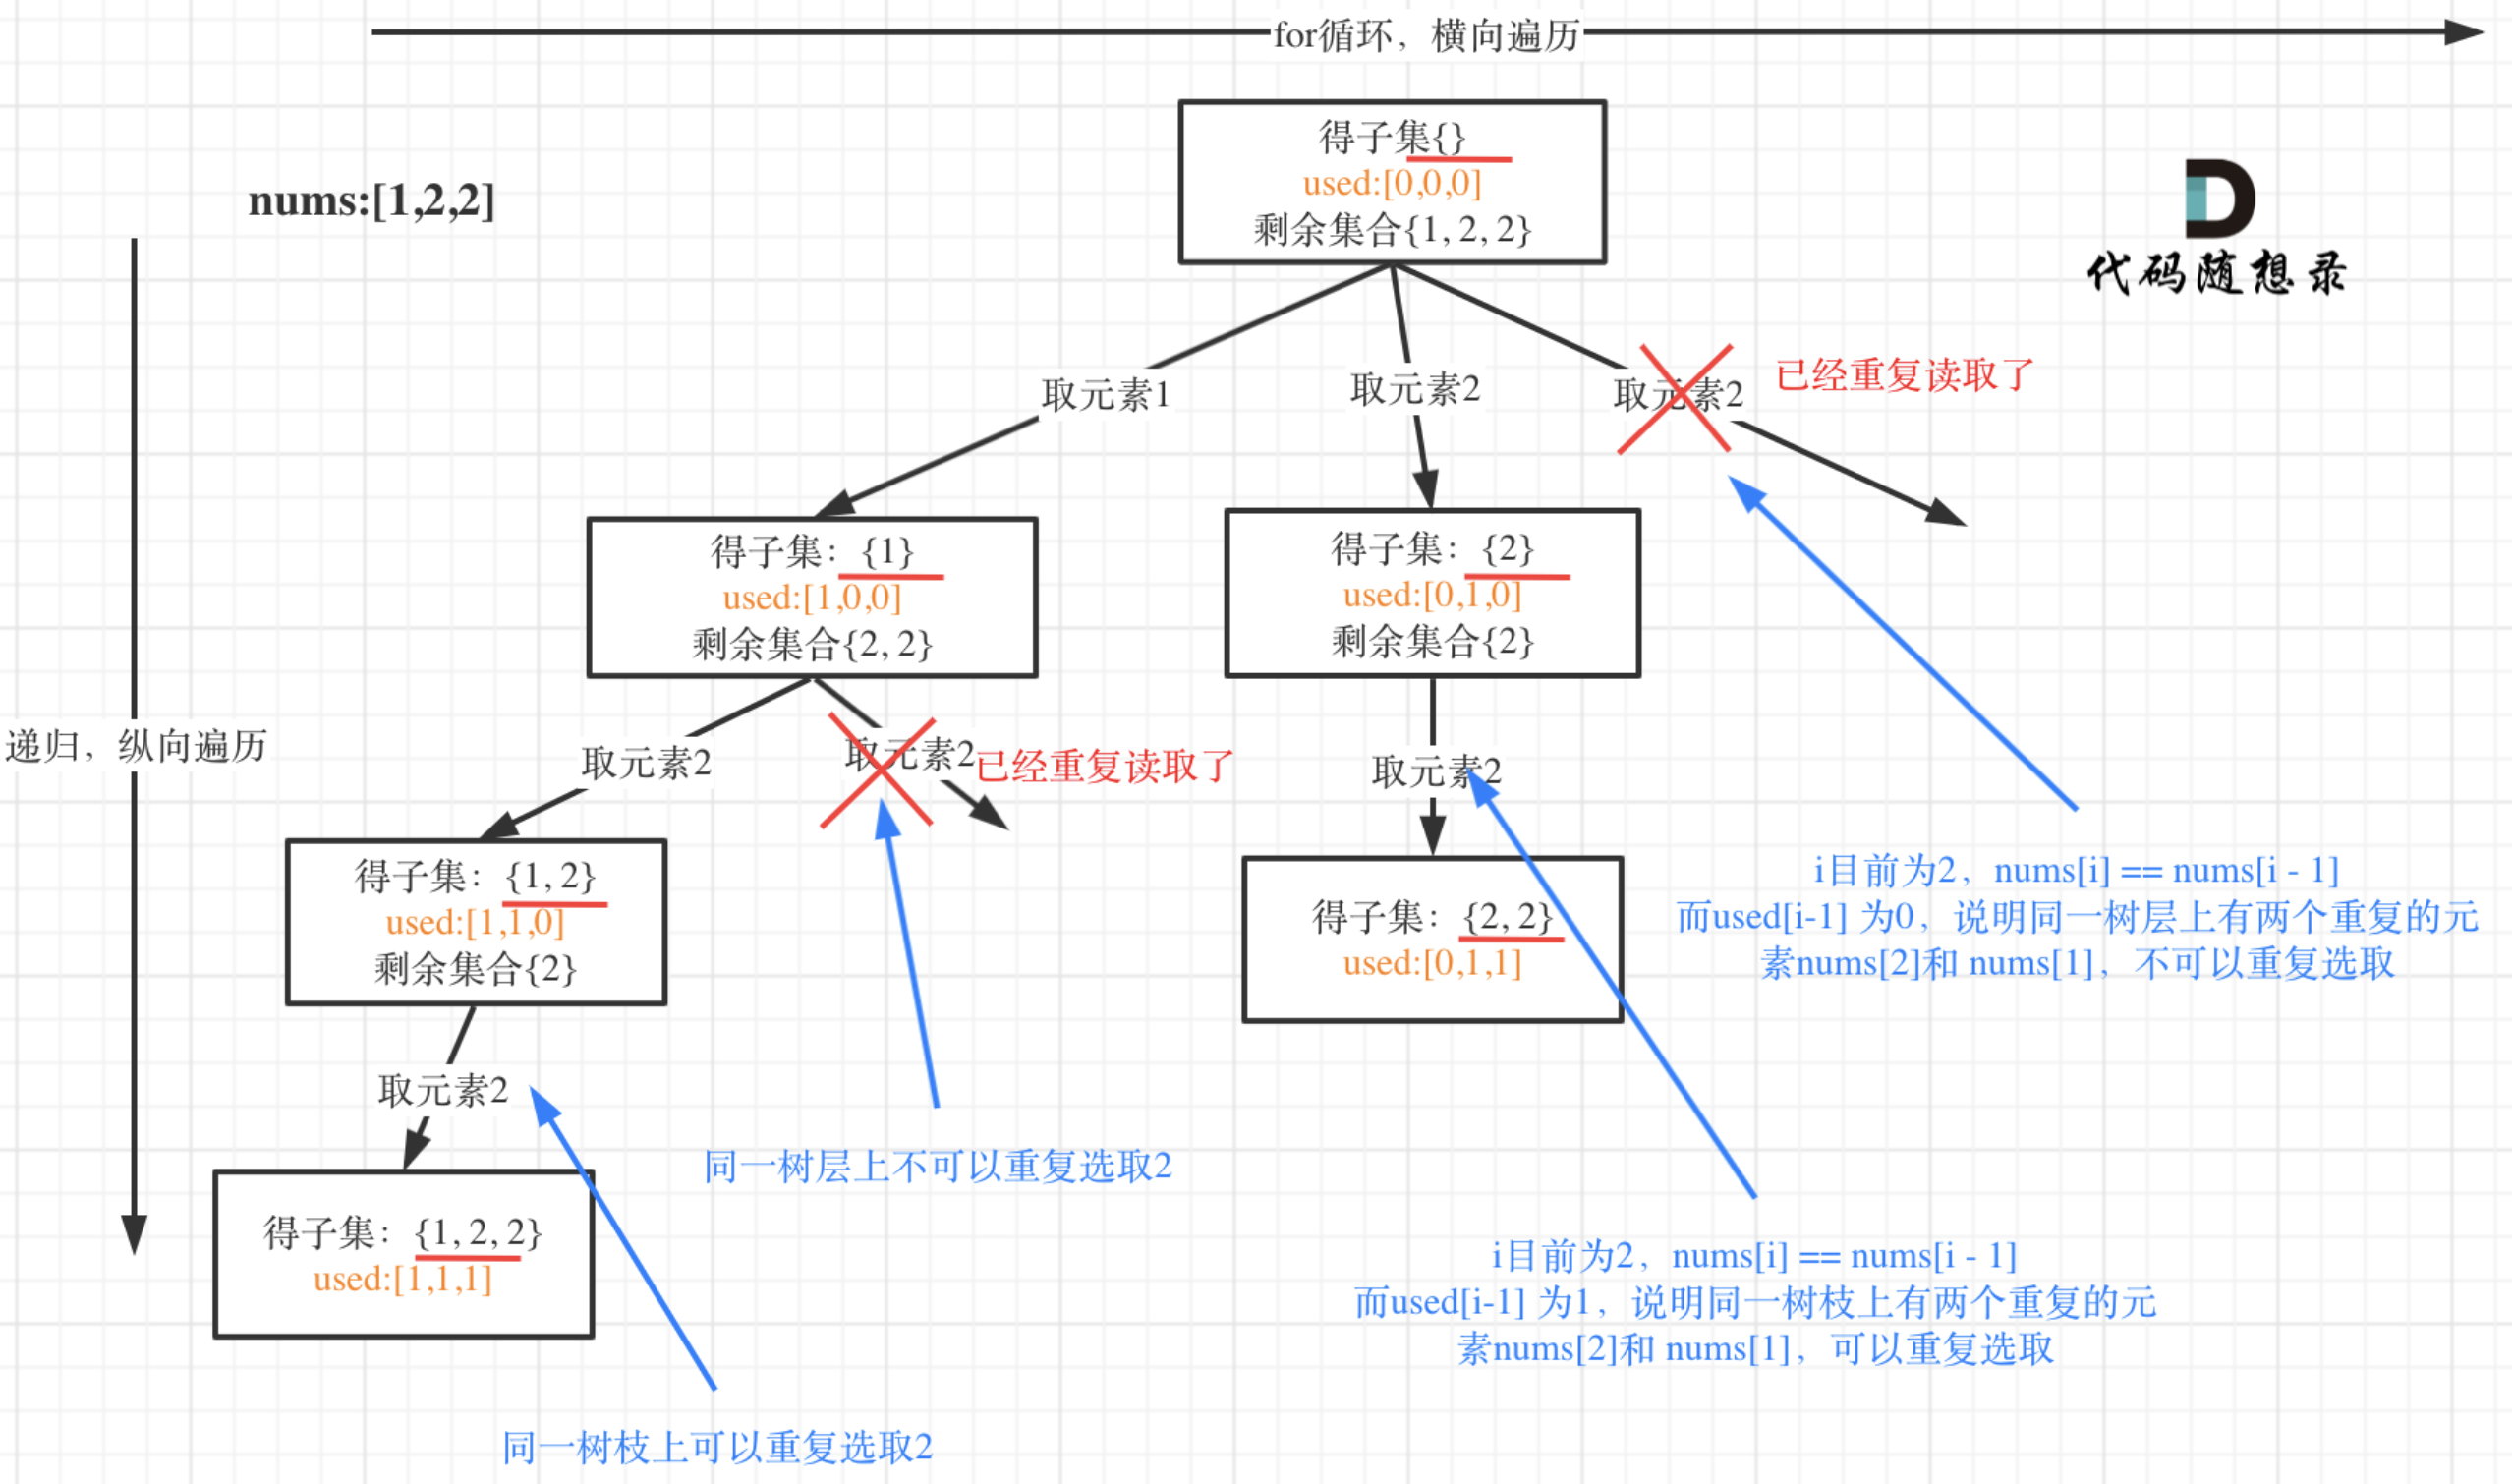 for循环，横向遍历
得子集{}
used:[0,0,0]
剩余集合{1, 2, 2}
nums:[1,2,2]
代码随想录
取元素1
取元素2
取元素2
已经重复读取了
得子集：{1}
used:[1,0,0]
剩余集合{2, 2}
得子集：{2}
used:[0,1,0]
剩余集合{2}
递归，纵向遍历
取元素2
取元素2
已经重复读取了
取元素2
得子集：{1, 2}
used:[1,1,0]
剩余集合{2}
得子集：{2, 2}
used:[0,1,1]
i目前为2，nums[i] == nums[i - 1]
而used[i-1] 为0，说明同一树层上有两个重复的元
素nums[2]和 nums[1]，不可以重复选取
取元素2
同一树层上不可以重复选取2
得子集：{1, 2, 2}
used:[1,1,1]
i目前为2，nums[i] == nums[i - 1]
而used[i-1] 为1，说明同一树枝上有两个重复的元
素nums[2]和 nums[1]，可以重复选取
同一树枝上可以重复选取2